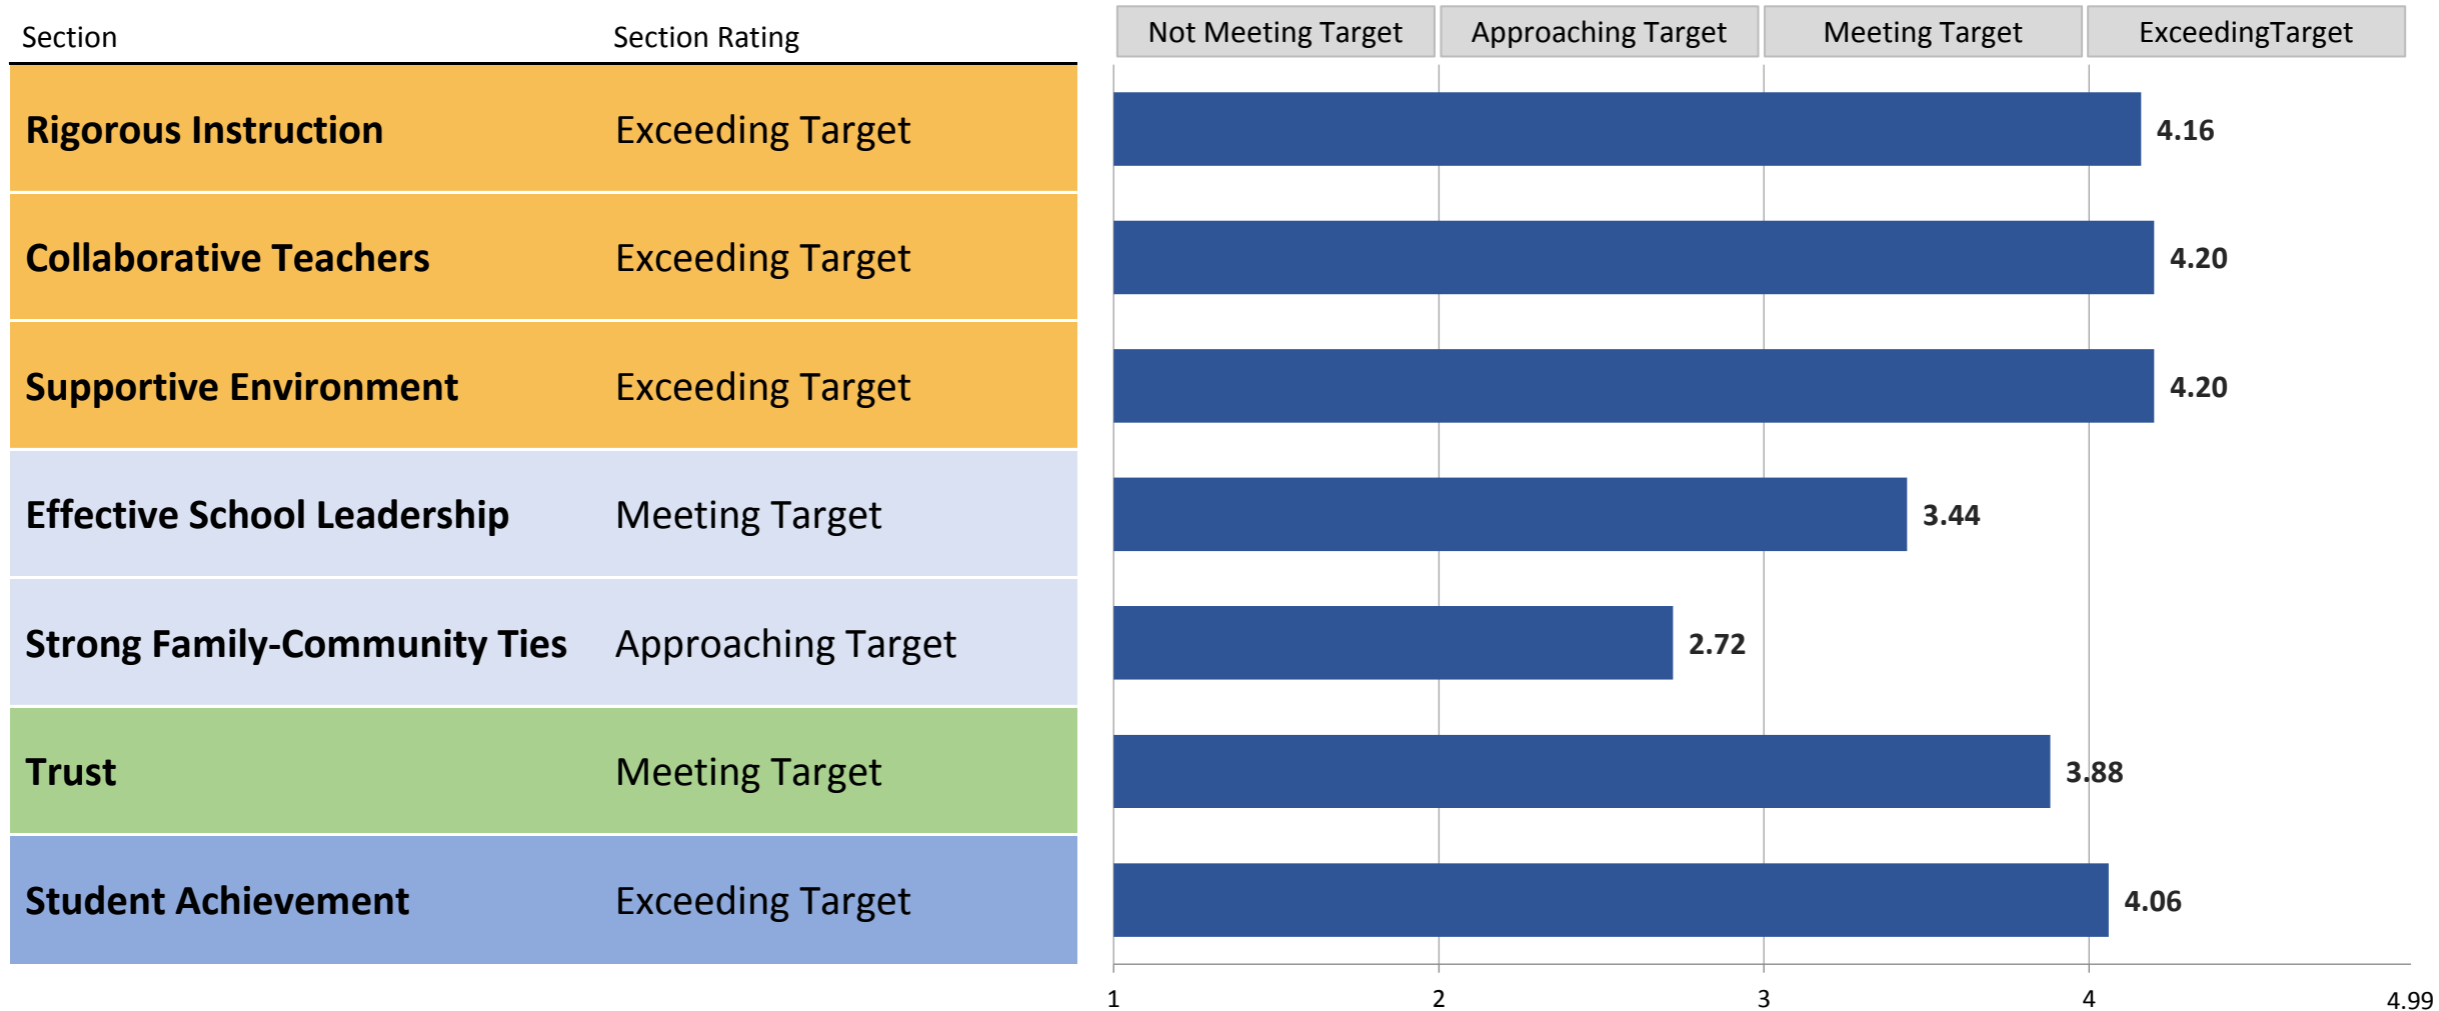 Section Section Rating Not Meeting Target Approaching Target Meeting Target ExceedingTarget
Rigorous Instruction Exceeding Target 4.16
Collaborative Teachers Exceeding Target 4.20
Supportive Environment Exceeding Target 4.20
Effective School Leadership Meeting Target 3.44
Strong Family-Community Ties Approaching Target 2.72
Trust Meeting Target 3.88
Student Achievement Exceeding Target 4.06
1 2 3 4 4.99